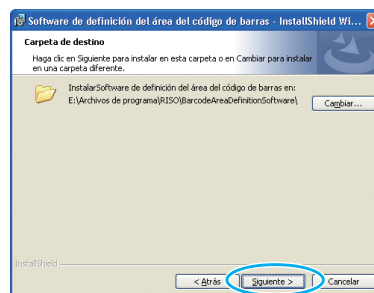 Software de definición del área del código de barras - InstallShield Wi...
Carpeta de destino
Haga clic en Siguiente para instalar en esta carpeta o en Cambiar para instalar
en una carpeta diferente.
InstalarSoftware de definición del área del código de barras en:
E:\Archivos de programa\RISO\BarcodeAreaDefinitionSoftware\
Cambiar...
InstallShield
< Atrás
Siguiente >
Cancelar